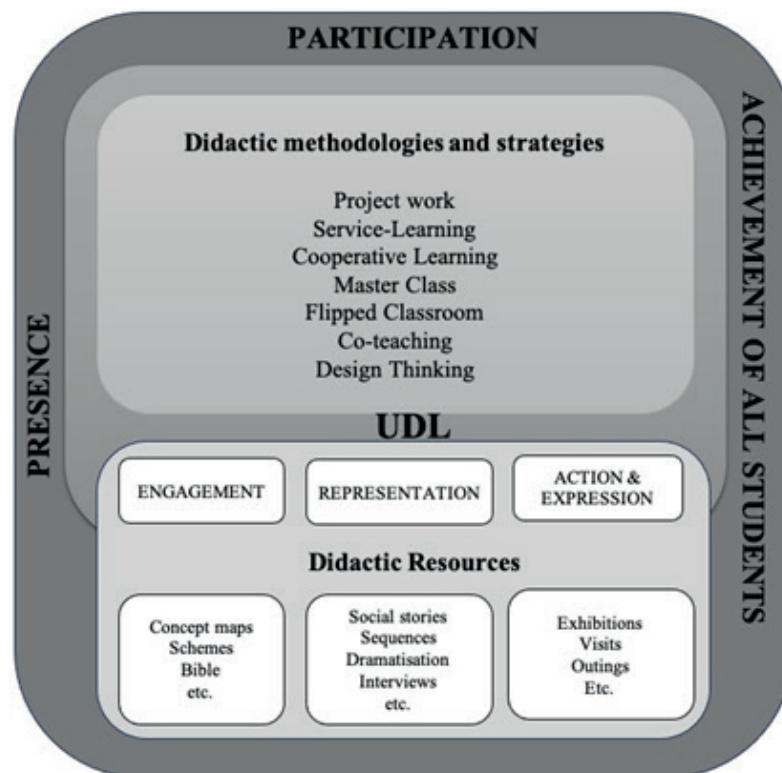 PARTICIPATION
PRESENCE
ACHIEVEMENT OF ALL STUDENTS
Didactic methodologies and strategies
Project work
Service-Learning
Cooperative Learning
Master Class
Flipped Classroom
Co-teaching
Design Thinking
UDL
ENGAGEMENT
REPRESENTATION
ACTION &
EXPRESSION
Didactic Resources
Concept maps
Schemes
Bible
etc.
Social stories
Sequences
Dramatisation
Interviews
etc.
Exhibitions
Visits
Outings
Etc.